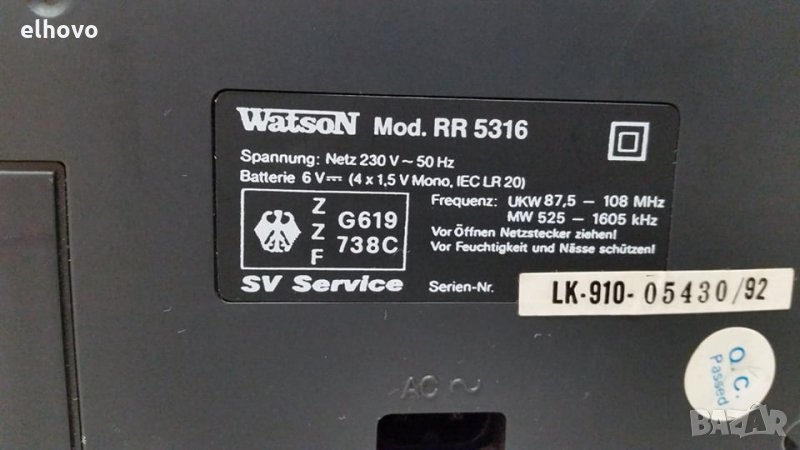 elhovo
WatsoN Mod. RR 5316
Spannung: Netz 230 V ~ 50 Hz
Batterie 6 V⎓ (4 x 1,5 V Mono, IEC LR 20)
Z Z F
G619
738C
Frequenz: UKW 87,5 – 108 MHz
MW 525 – 1605 kHz
Vor Öffnen Netzstecker ziehen!
Vor Feuchtigkeit und Nässe schützen!
SV Service
Serien-Nr.
LK-910-05430/92
Q.C.
Passed
AC ~
BAZAR